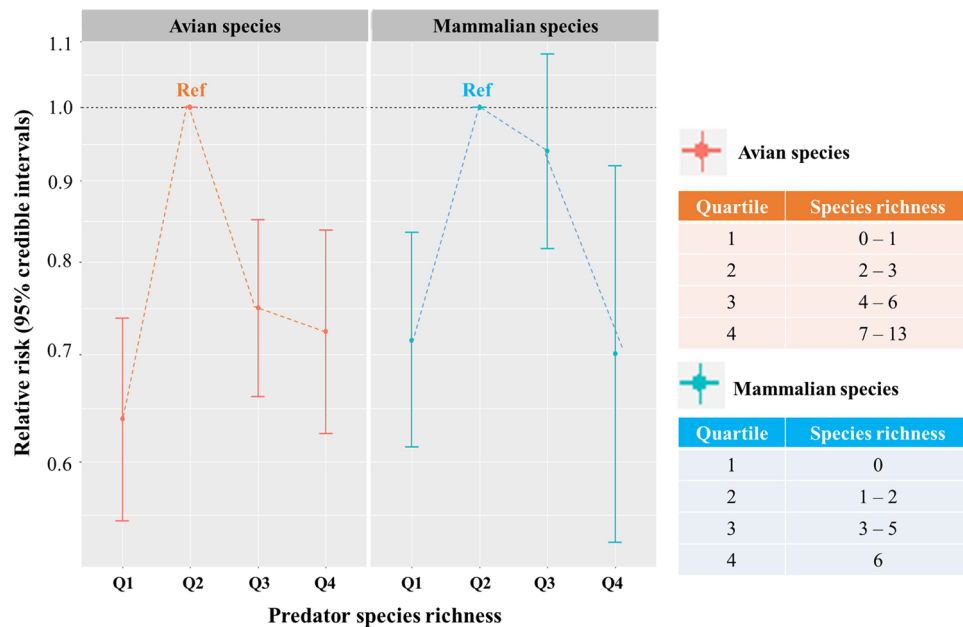 Avian species
Mammalian species
Relative risk (95% credible intervals)
1.1
1.0
0.9
0.8
0.7
0.6
Ref
Ref
Q1 Q2 Q3 Q4
Q1 Q2 Q3 Q4
Predator species richness
Avian species
Quartile Species richness
1 0 – 1
2 2 – 3
3 4 – 6
4 7 – 13
Mammalian species
Quartile Species richness
1 0
2 1 – 2
3 3 – 5
4 6